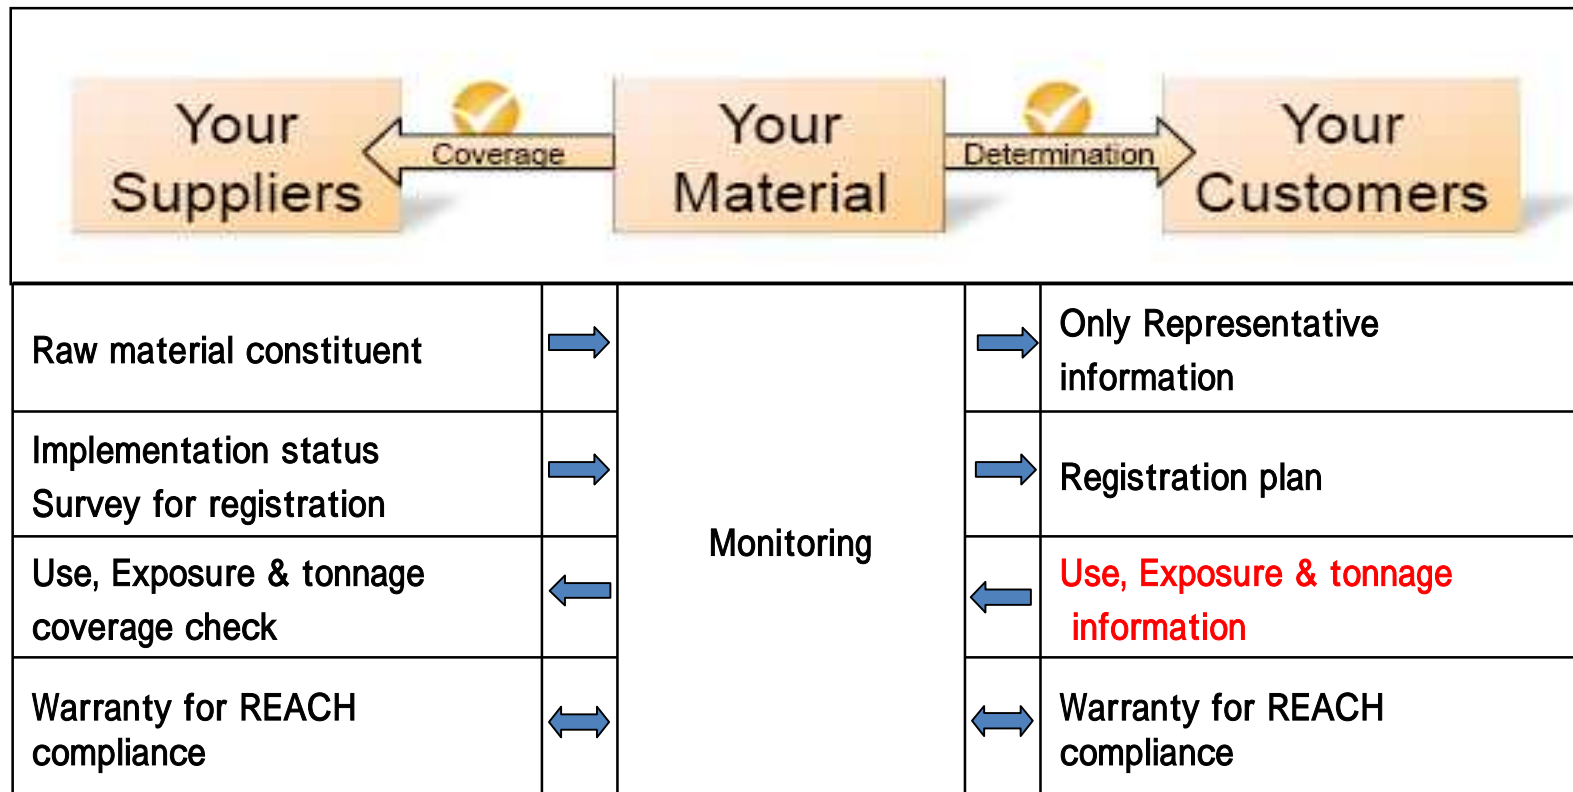 Your
Suppliers
Coverage
Your
Material
Determination
Your
Customers
Raw material constituent
Only Representative
information
Implementation status
Survey for registration
Registration plan
Monitoring
Use, Exposure & tonnage
coverage check
Use, Exposure & tonnage
information
Warranty for REACH
compliance
Warranty for REACH
compliance